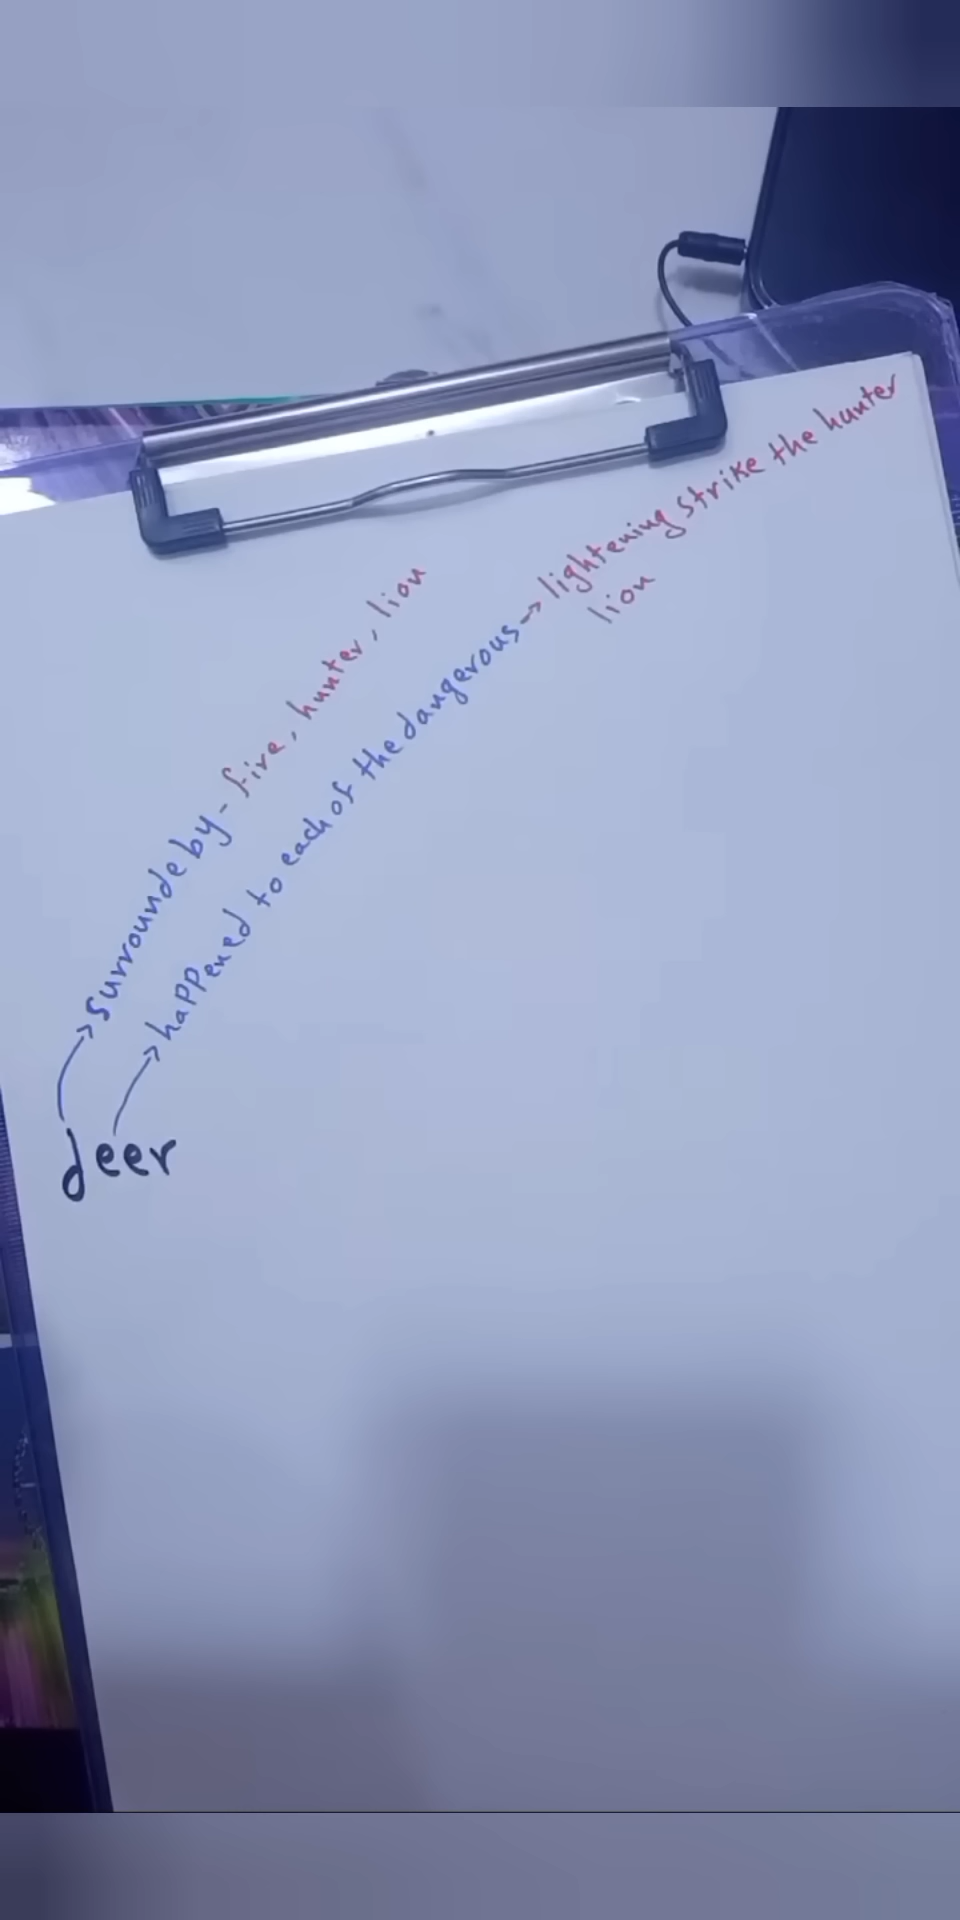 surrounde by - fire, hunter, lion
happened to each of the dangerous → lightening strike the hunter
lion
deer